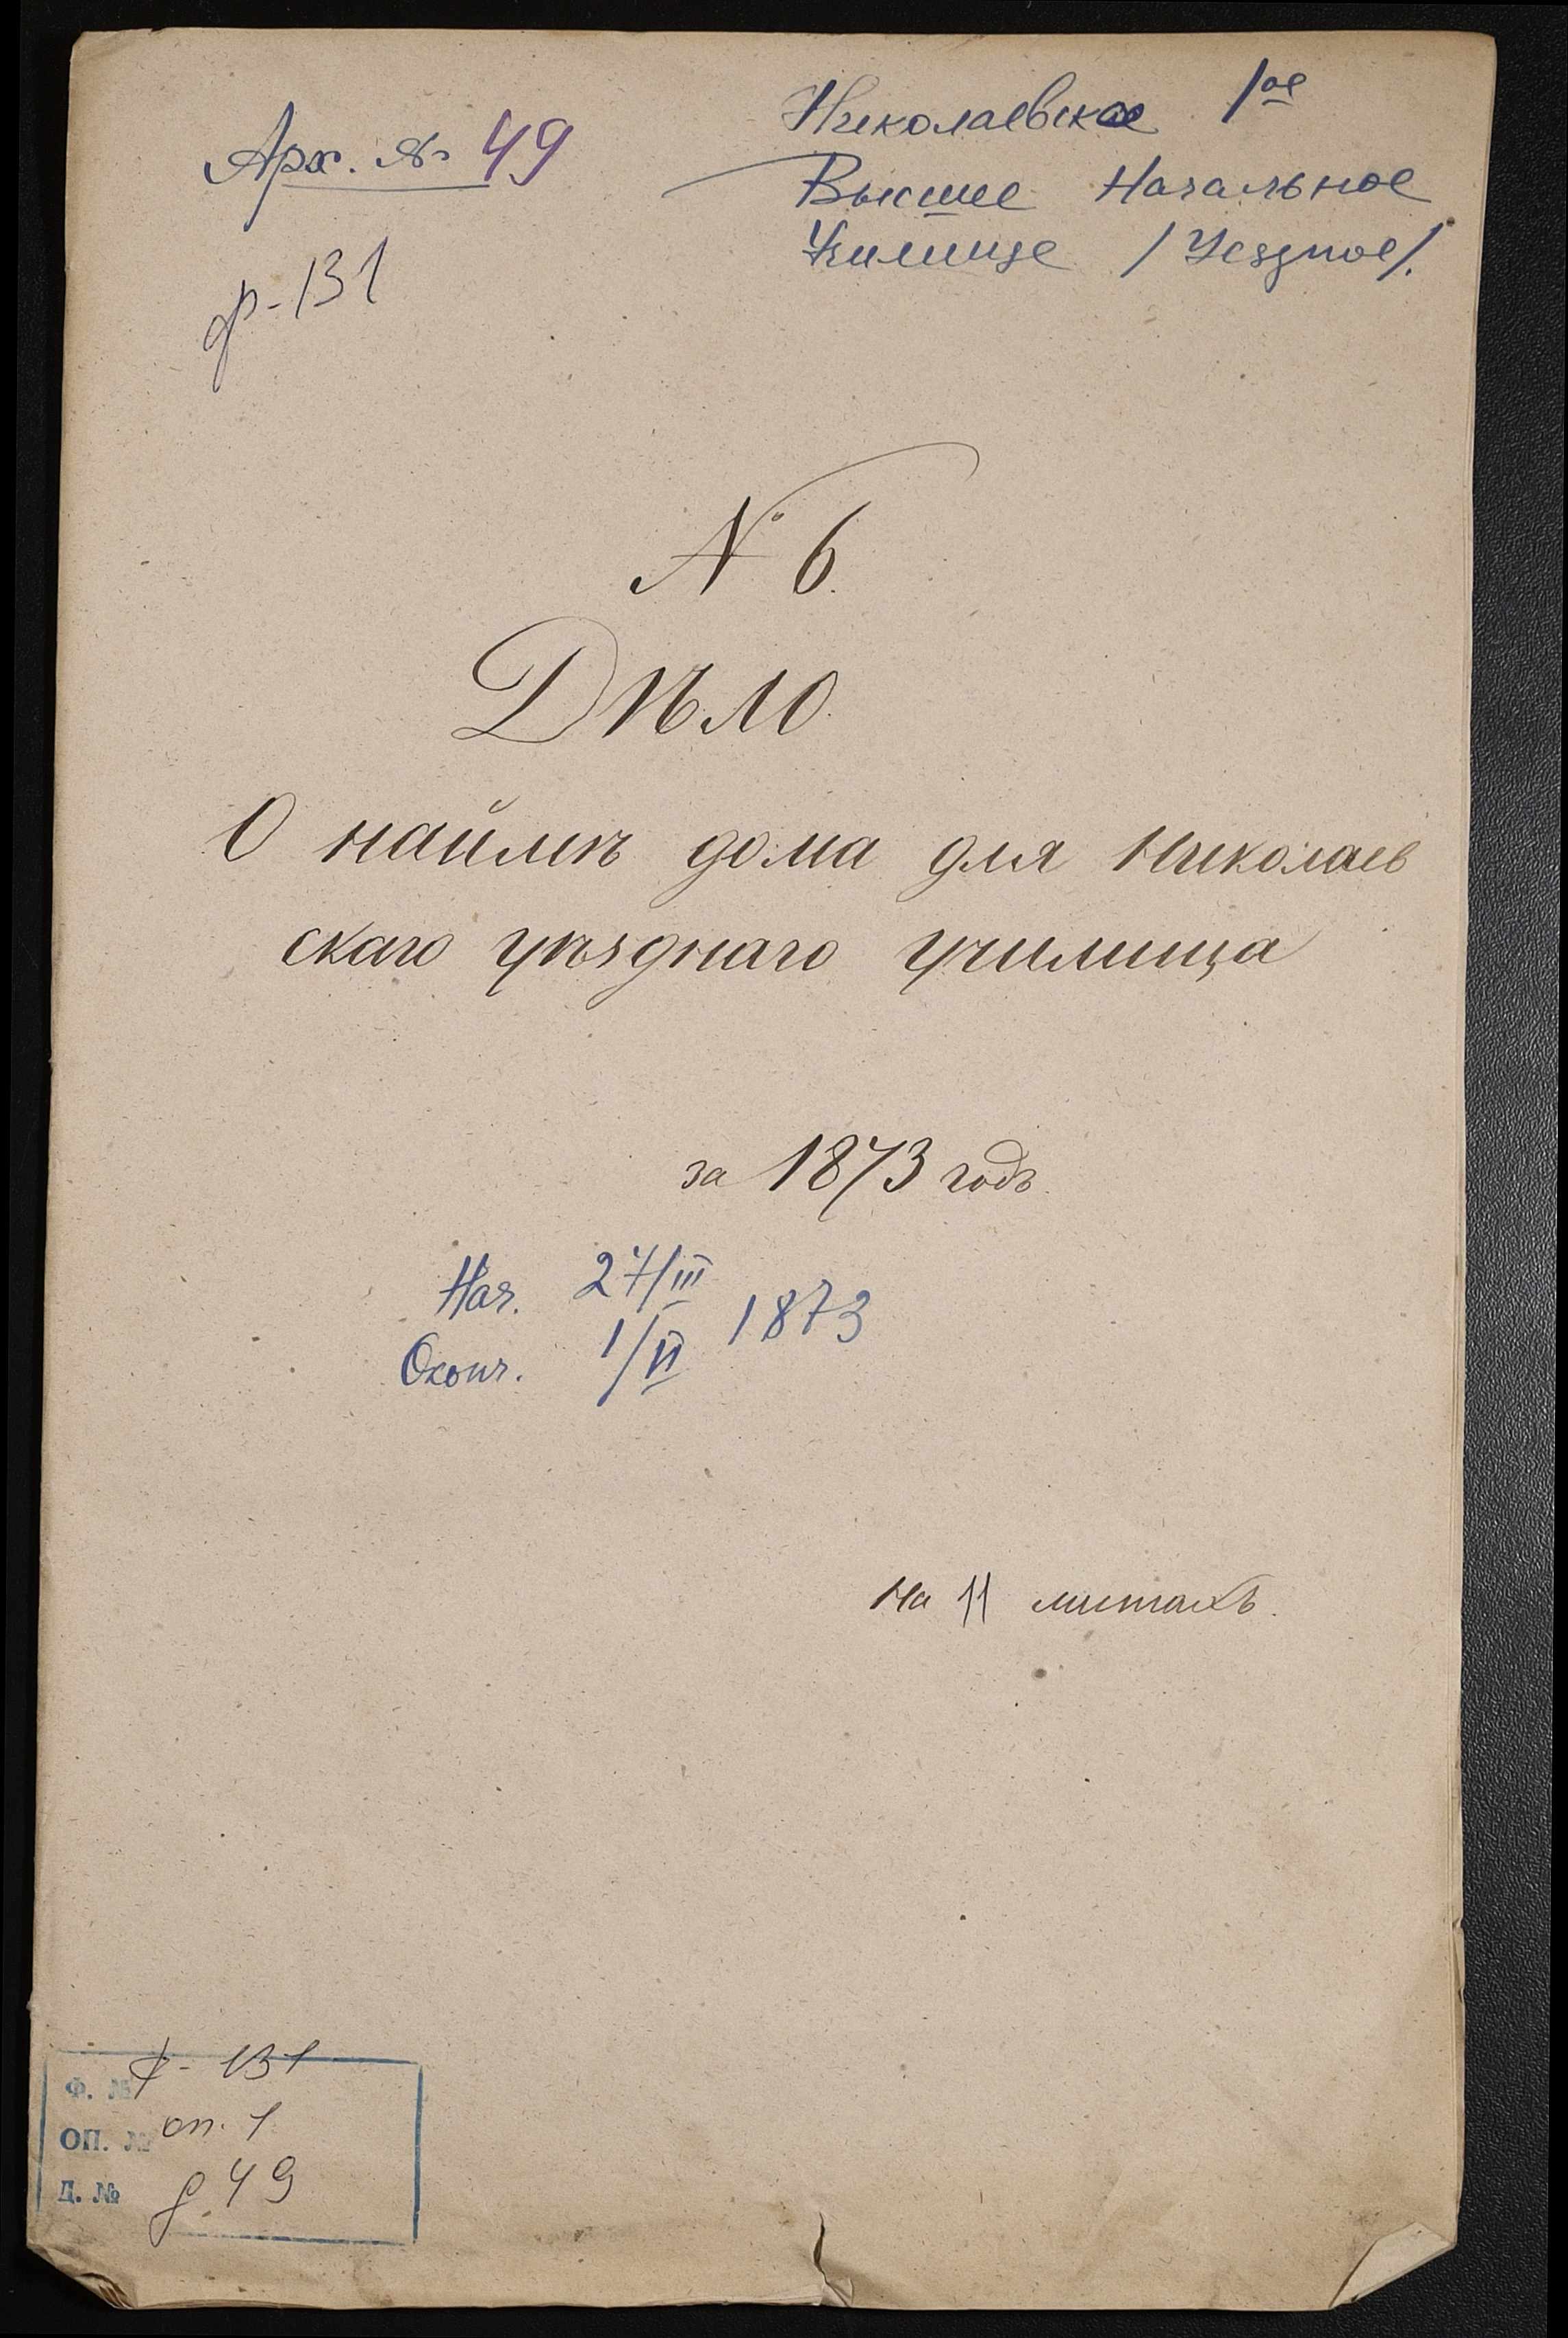 Арх. № 49
ф-131
Николаевское 1ое
Высшее Начальное
Училище /Уездное/.
№ 6.
Дѣло.
О наймѣ дома для Николаев
скаго уѣзднаго училища
за 1873 годъ.
Нач. 27/III
1873
Оконч. 1/VI
На 11 листахъ.
Ф. № ф-131
ОП. № оп. 1
Д. № д. 49